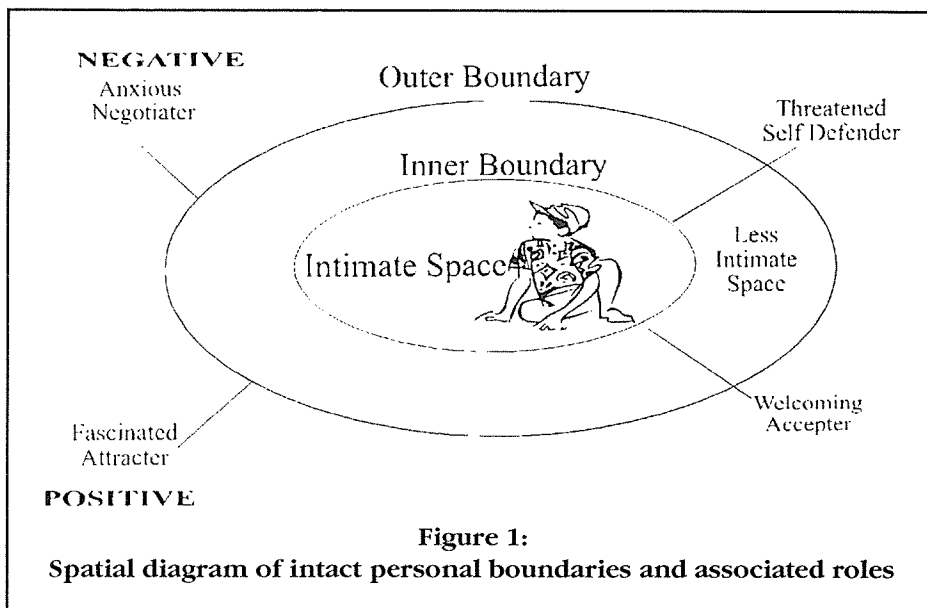 NEGATIVE
Anxious
Negotiater
Outer Boundary
Threatened
Self Defender
Inner Boundary
Intimate Space
Less
Intimate
Space
Fascinated
Attracter
Welcoming
Accepter
POSITIVE
Figure 1:
Spatial diagram of intact personal boundaries and associated roles